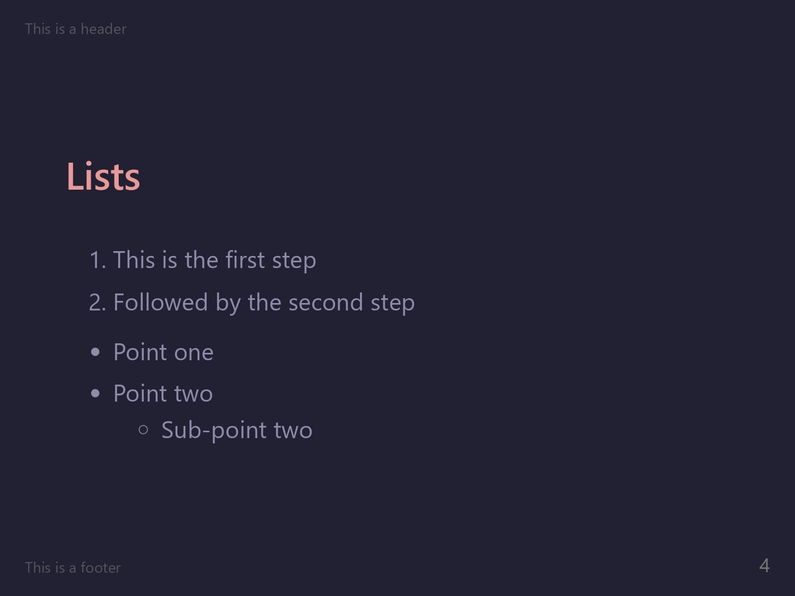 This is a header
Lists
1. This is the first step
2. Followed by the second step
• Point one
• Point two
○ Sub-point two
This is a footer
4